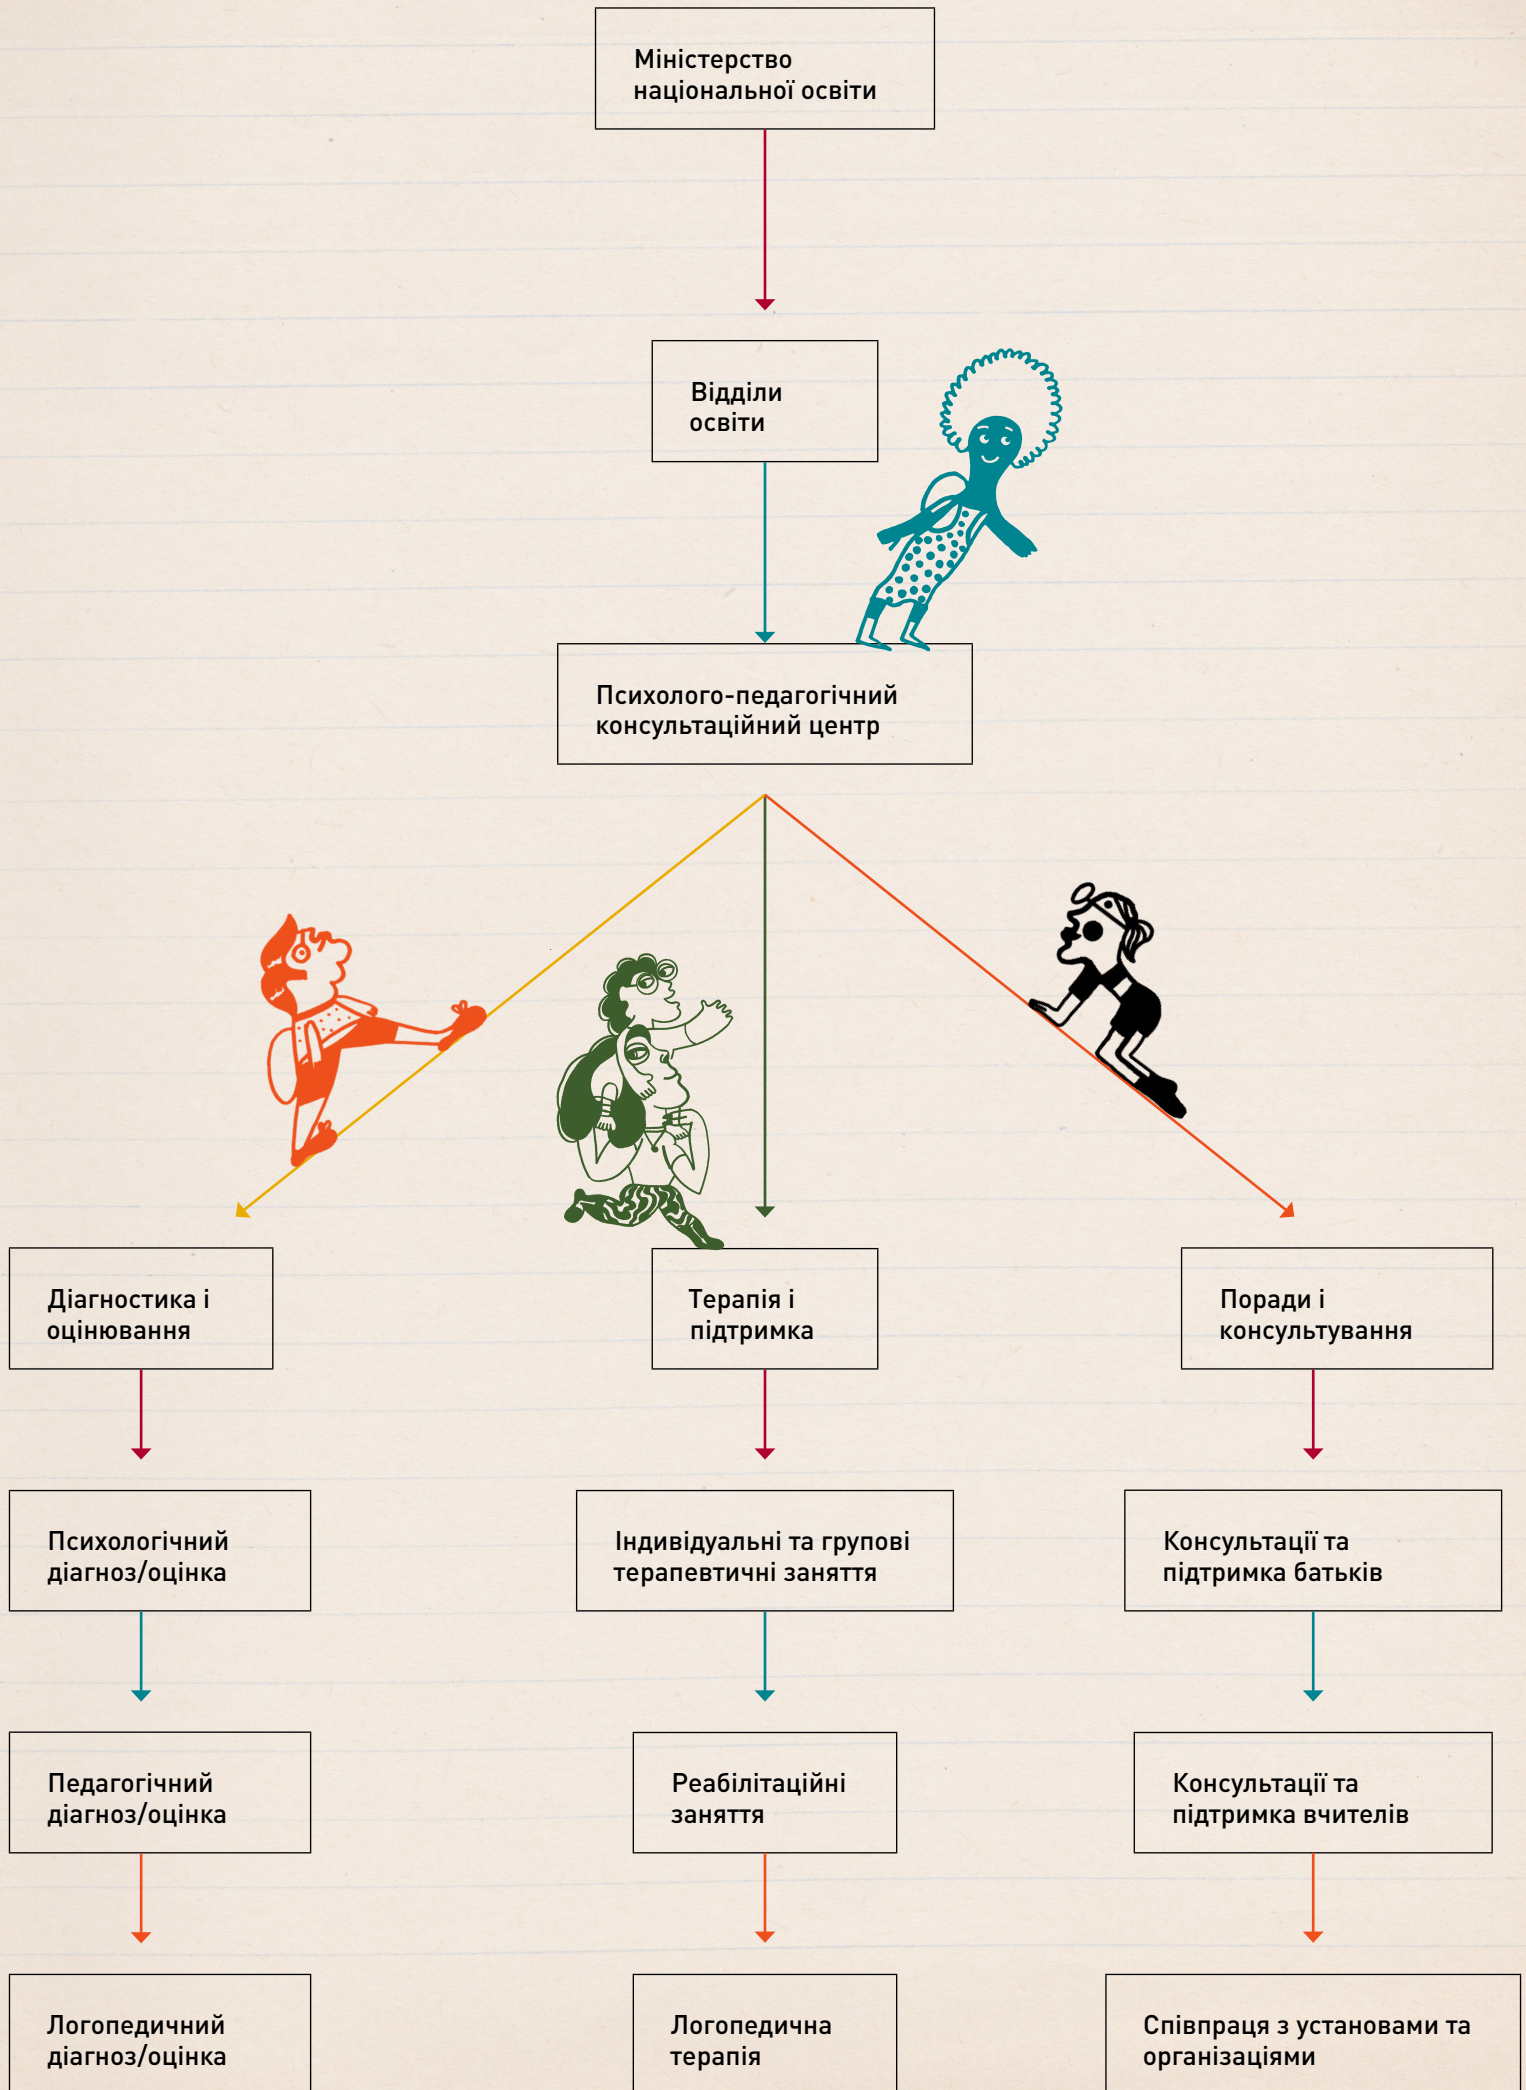 Міністерство
національної освіти
Відділи
освіти
Психолого-педагогічний
консультаційний центр
Діагностика і
оцінювання
Терапія і
підтримка
Поради і
консультування
Психологічний
діагноз/оцінка
Індивідуальні та групові
терапевтичні заняття
Консультації та
підтримка батьків
Педагогічний
діагноз/оцінка
Реабілітаційні
заняття
Консультації та
підтримка вчителів
Логопедичний
діагноз/оцінка
Логопедична
терапія
Співпраця з установами та
організаціями